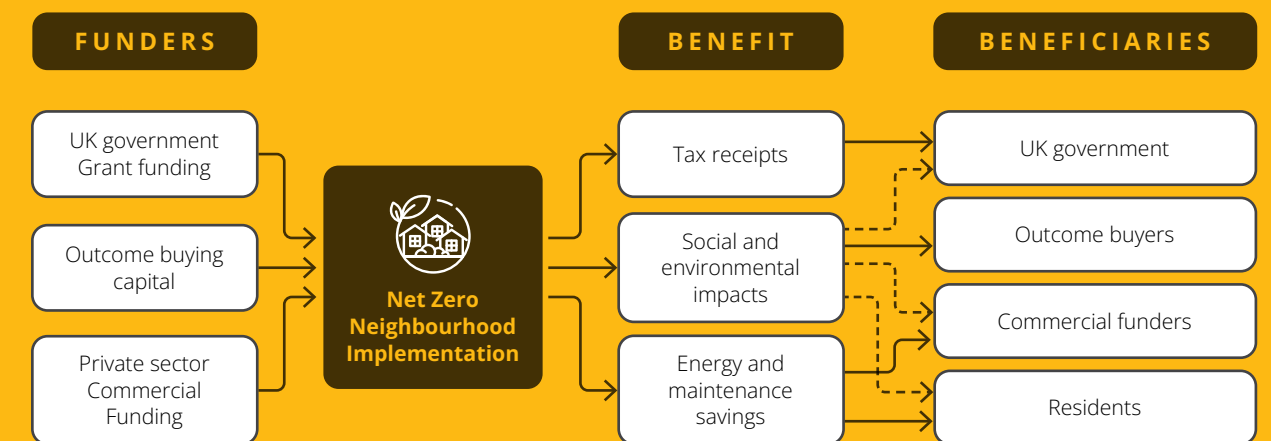 FUNDERS
BENEFIT
BENEFICIARIES
UK government
Grant funding
Outcome buying
capital
Private sector
Commercial
Funding
Net Zero
Neighbourhood
Implementation
Tax receipts
Social and
environmental
impacts
Energy and
maintenance
savings
UK government
Outcome buyers
Commercial funders
Residents